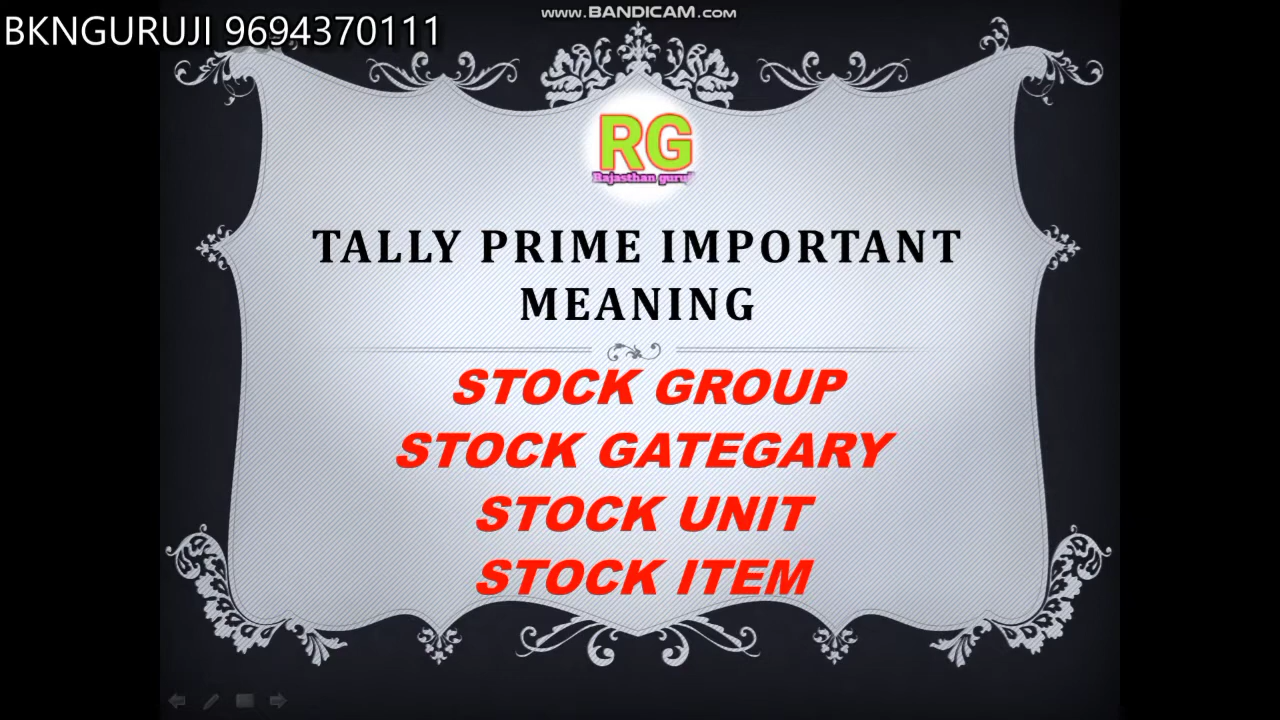 www.BANDICAM.com
BKNGURUJI 9694370111
RG
Rajasthan guruji
TALLY PRIME IMPORTANT
MEANING
STOCK GROUP
STOCK GATEGARY
STOCK UNIT
STOCK ITEM